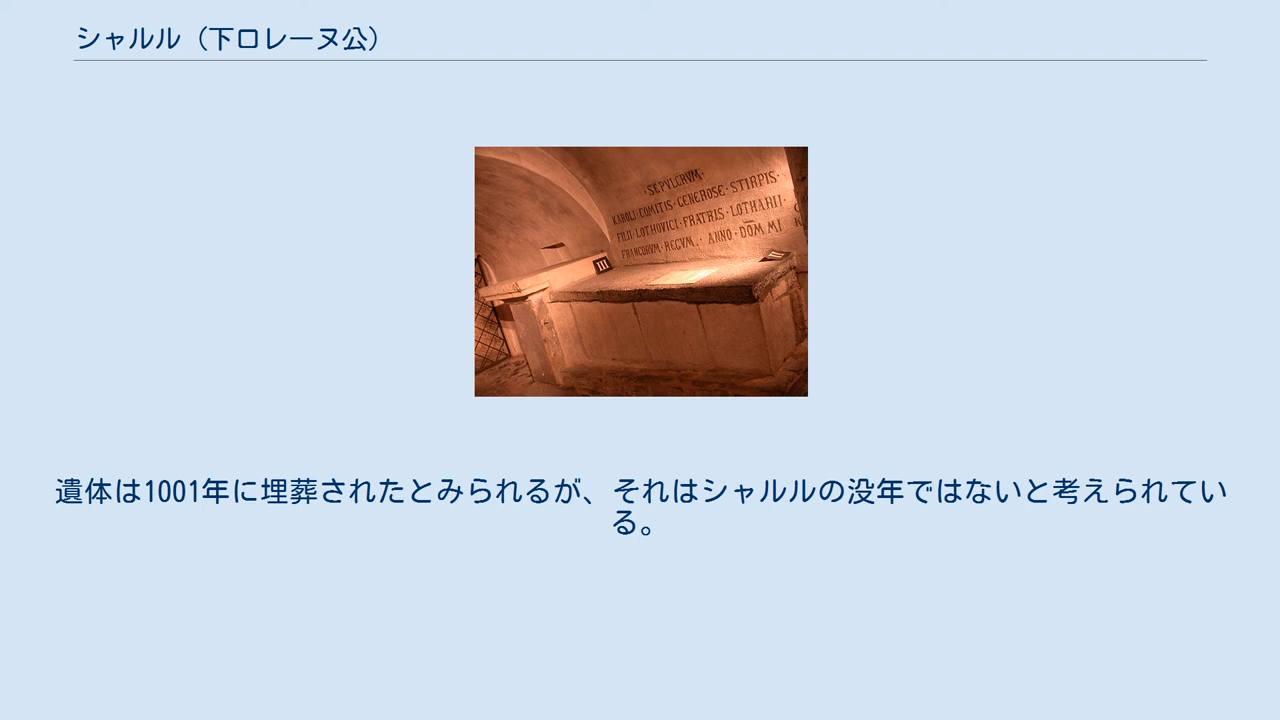 シャルル（下ロレーヌ公）
·SEPVLCRVM·
KAROLI·COMITIS·GENEROSE·STIRPIS·
FILII·LOTHOVICI·FRATRIS·LOTHARII·
FRANCORVM·REGVM·ANNO·DOM MI
III
遺体は1001年に埋葬されたとみられるが、それはシャルルの没年ではないと考えられてい
る。